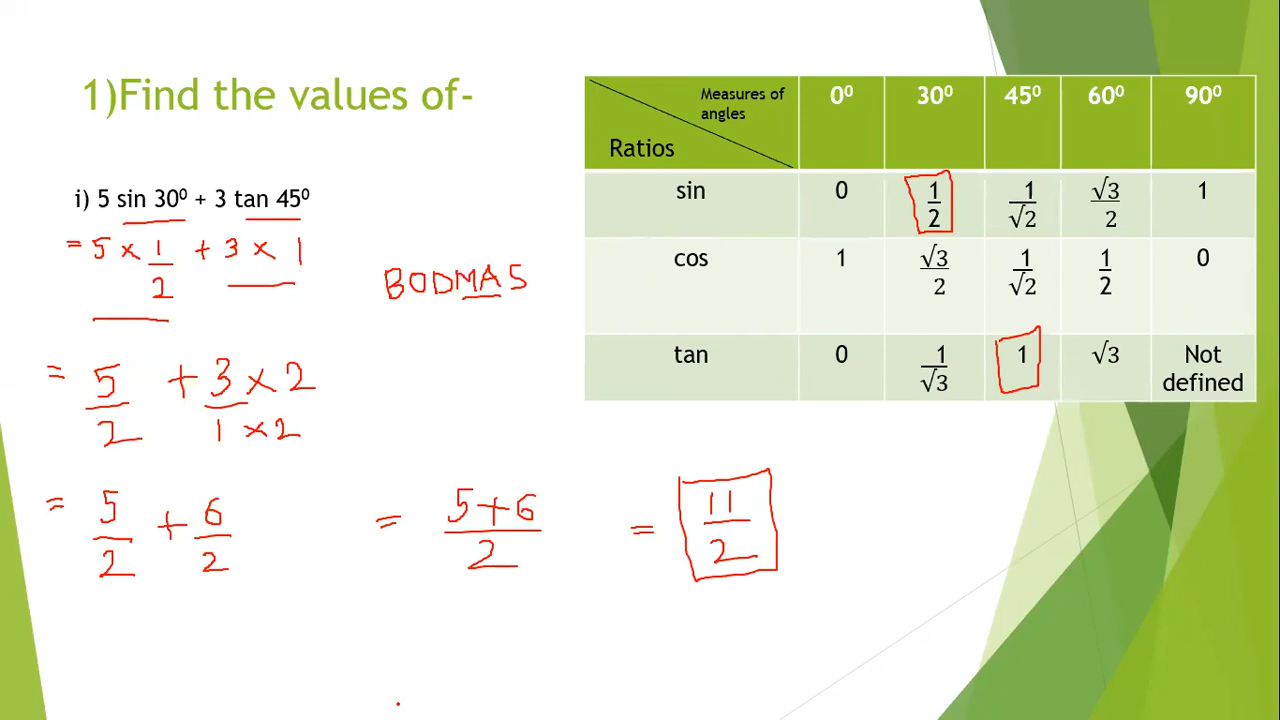 1)Find the values of-
i) 5 sin 30⁰ + 3 tan 45⁰
= 5 × 1/2 + 3 × 1
BODMAS
= 5/2 + 3×2/1×2
= 5/2 + 6/2 = 5+6/2 = 11/2
Measures of angles 0⁰ 30⁰ 45⁰ 60⁰ 90⁰
Ratios
sin 0 1/2 1/√2 √3/2 1
cos 1 √3/2 1/√2 1/2 0
tan 0 1/√3 1 √3 Not defined